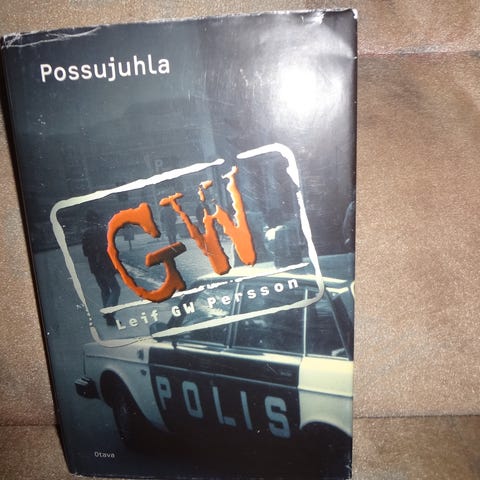 Possujuhla
GW
Leif GW Persson
POLIS
Otava